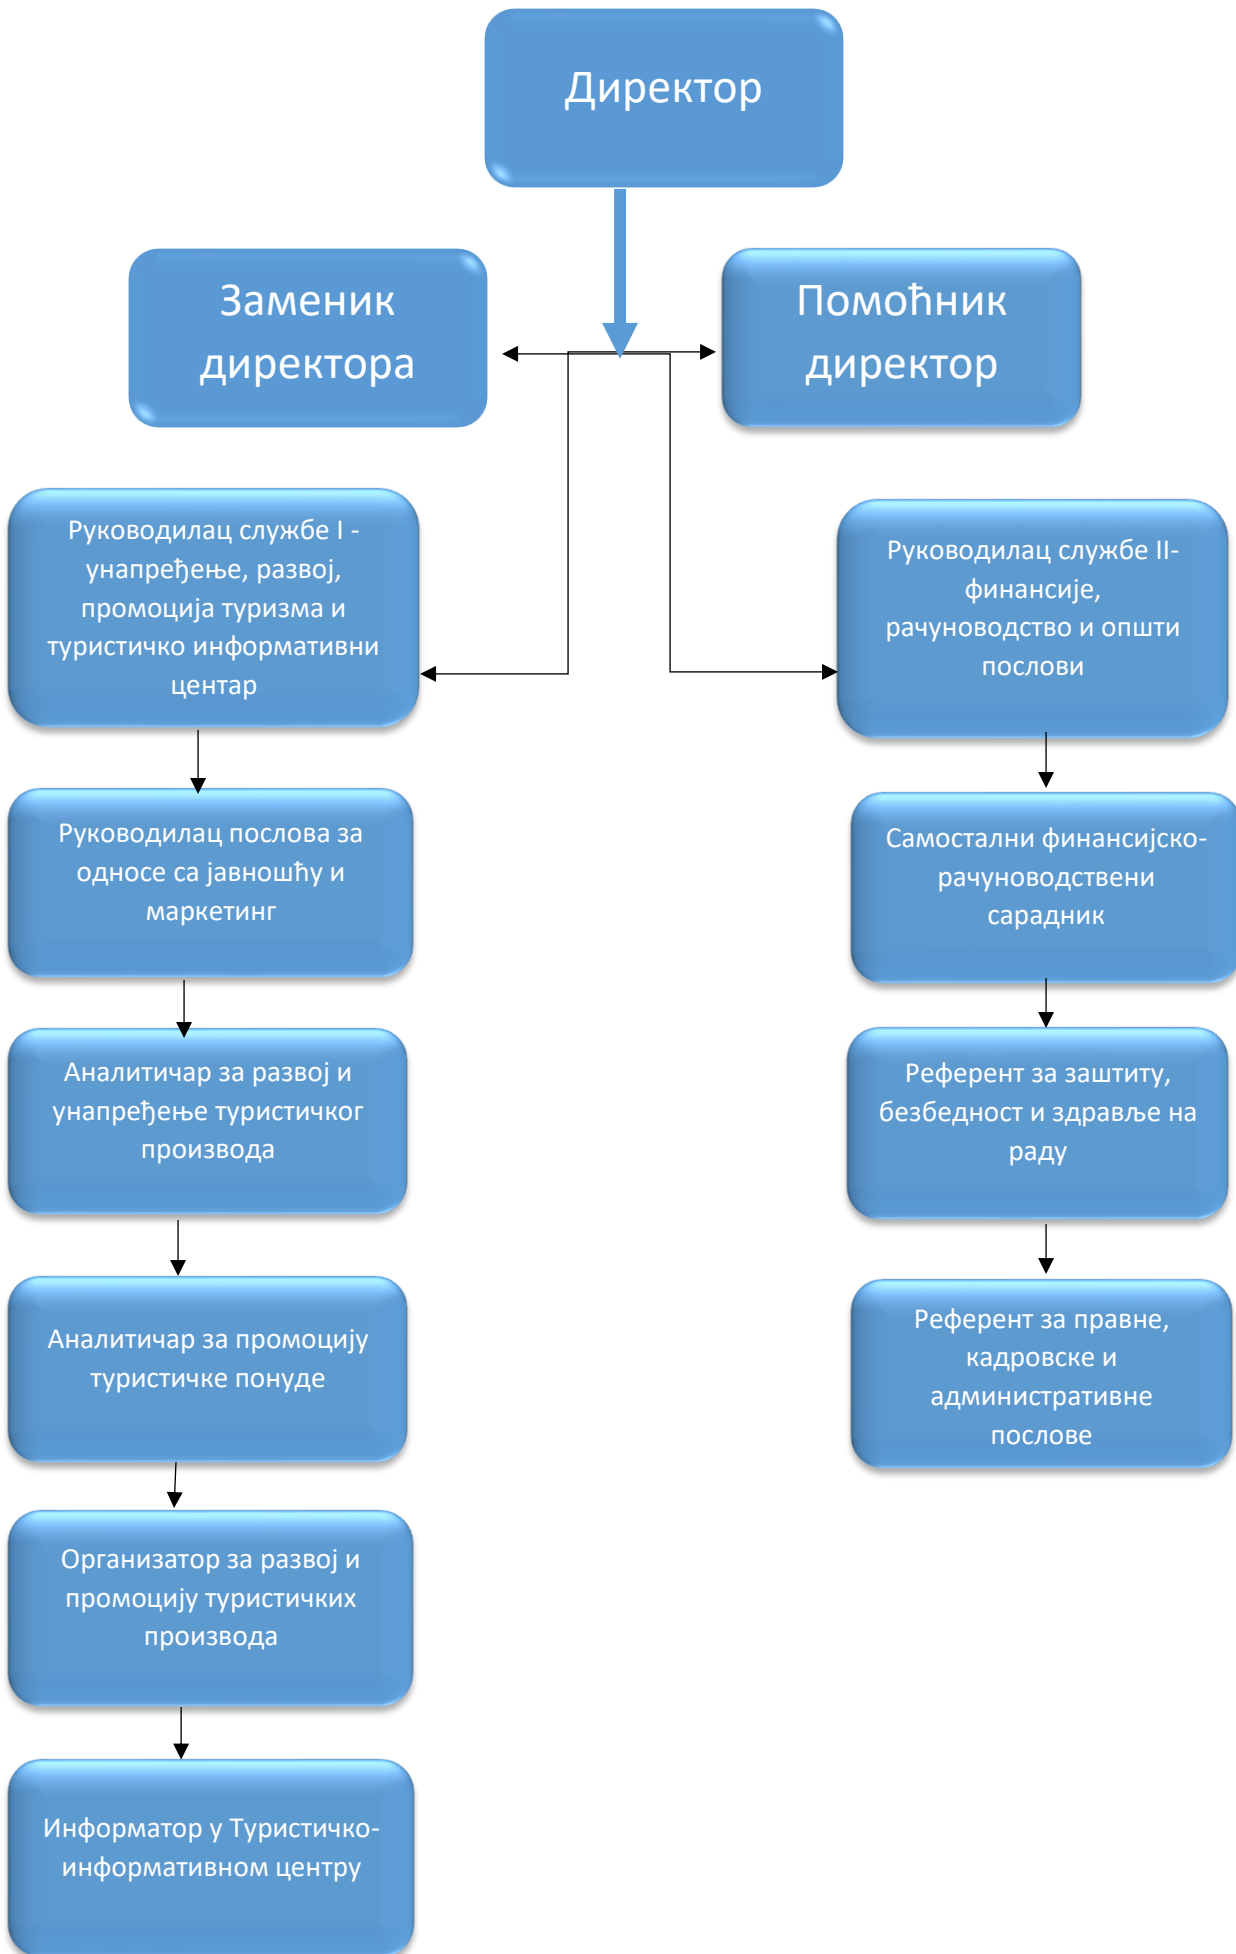 Директор
Заменик
директора
Помоћник
директор
Руководилац службе I -
унапређење, развој,
промоција туризма и
туристичко информативни
центар
Руководилац службе II-
финансије,
рачуноводство и општи
послови
Руководилац послова за
односе са јавношћу и
маркетинг
Самостални финансијско-
рачуноводствени
сарадник
Аналитичар за развој и
унапређење туристичког
производа
Референт за заштиту,
безбедност и здравље на
раду
Аналитичар за промоцију
туристичке понуде
Референт за правне,
кадровске и
административне
послове
Организатор за развој и
промоцију туристичких
производа
Информатор у Туристичко-
информативном центру